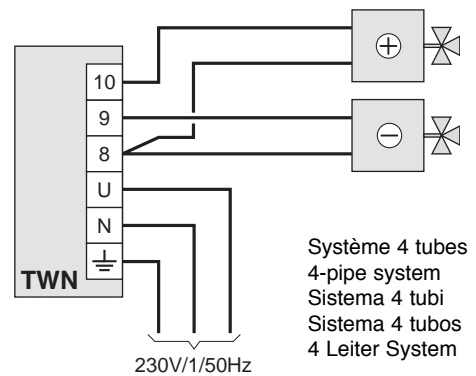 10
9
8
U
N
TWN
+
−
230V/1/50Hz
Système 4 tubes
4-pipe system
Sistema 4 tubi
Sistema 4 tubos
4 Leiter System